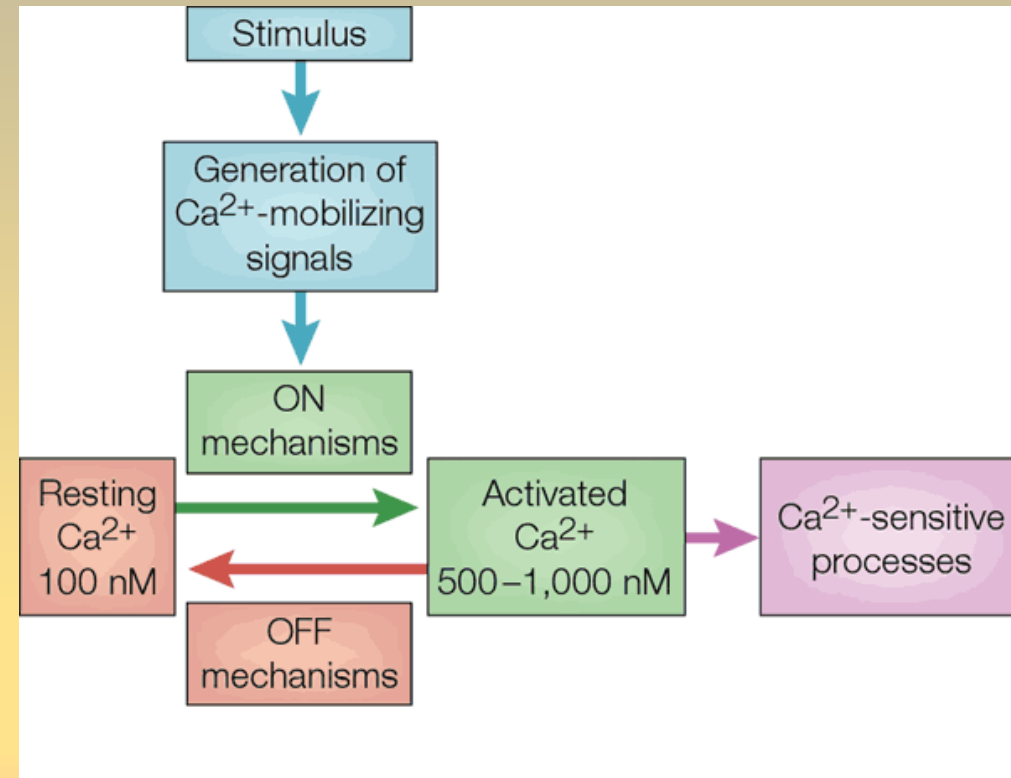 Stimulus
Generation of
Ca²⁺-mobilizing
signals
ON
mechanisms
Resting
Ca²⁺
100 nM
Activated
Ca²⁺
500–1,000 nM
Ca²⁺-sensitive
processes
OFF
mechanisms